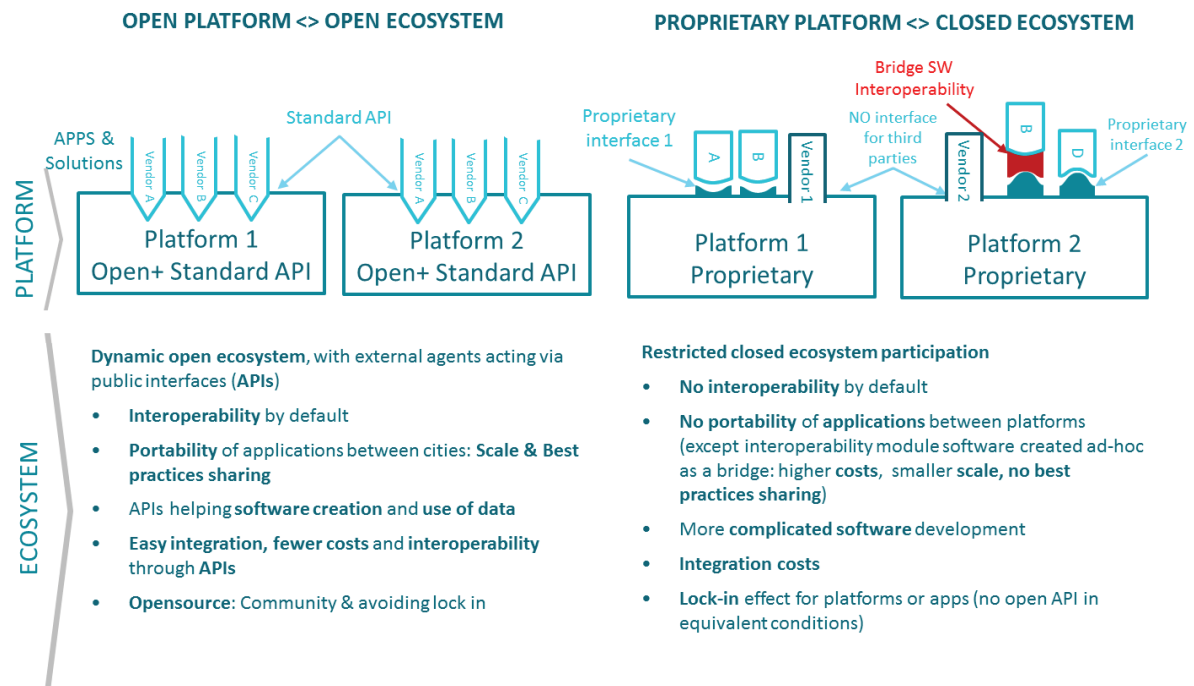 OPEN PLATFORM <> OPEN ECOSYSTEM
PROPRIETARY PLATFORM <> CLOSED ECOSYSTEM
PLATFORM
APPS &
Solutions
Standard API
Vendor A
Vendor B
Vendor C
Vendor A
Vendor B
Vendor C
Platform 1
Open+ Standard API
Platform 2
Open+ Standard API
Proprietary
interface 1
Bridge SW
Interoperability
NO interface
for third
parties
Proprietary
interface 2
A
B
Vendor 1
Vendor 2
B
D
Platform 1
Proprietary
Platform 2
Proprietary
ECOSYSTEM
Dynamic open ecosystem, with external agents acting via
public interfaces (APIs)
• Interoperability by default
• Portability of applications between cities: Scale & Best
practices sharing
• APIs helping software creation and use of data
• Easy integration, fewer costs and interoperability
through APIs
• Opensource: Community & avoiding lock in
Restricted closed ecosystem participation
• No interoperability by default
• No portability of applications between platforms
(except interoperability module software created ad-hoc
as a bridge: higher costs, smaller scale, no best
practices sharing)
• More complicated software development
• Integration costs
• Lock-in effect for platforms or apps (no open API in
equivalent conditions)